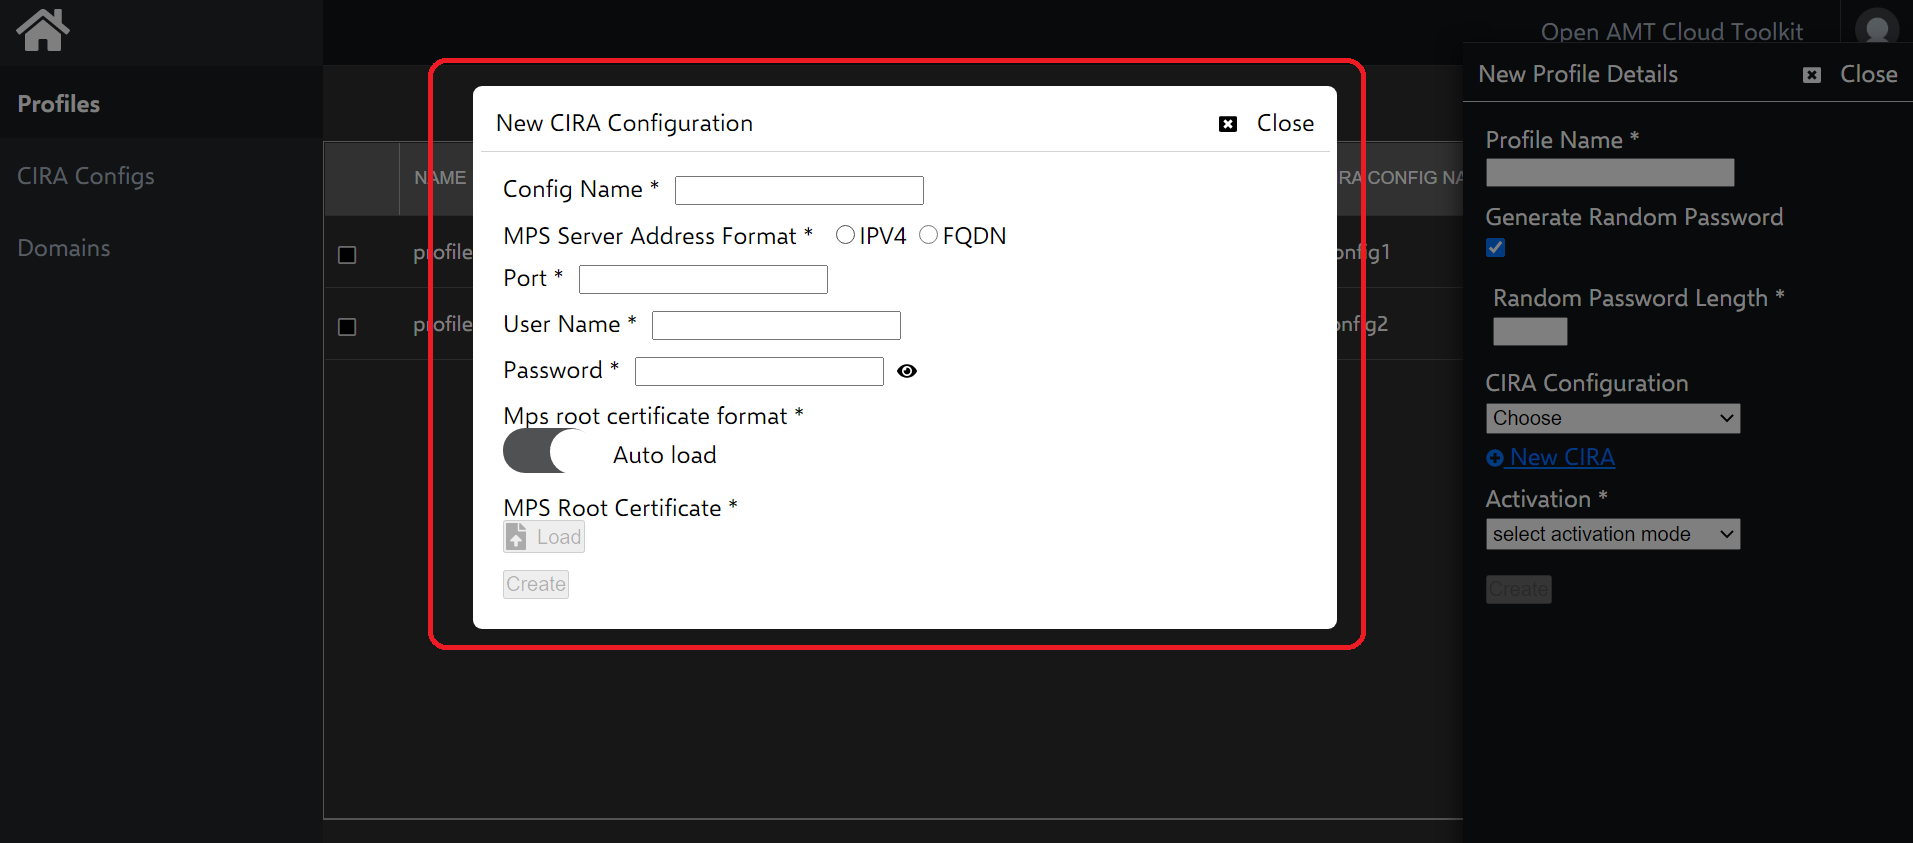 Open AMT Cloud Toolkit
Profiles
CIRA Configs
Domains
NAME
RA CONFIG NA
profile
onfig1
profile
onfig2
New CIRA Configuration
Close
Config Name *
MPS Server Address Format * IPV4 FQDN
Port *
User Name *
Password *
Mps root certificate format *
Auto load
MPS Root Certificate *
Load
Create
New Profile Details
Close
Profile Name *
Generate Random Password
Random Password Length *
CIRA Configuration
Choose
New CIRA
Activation *
select activation mode
Create